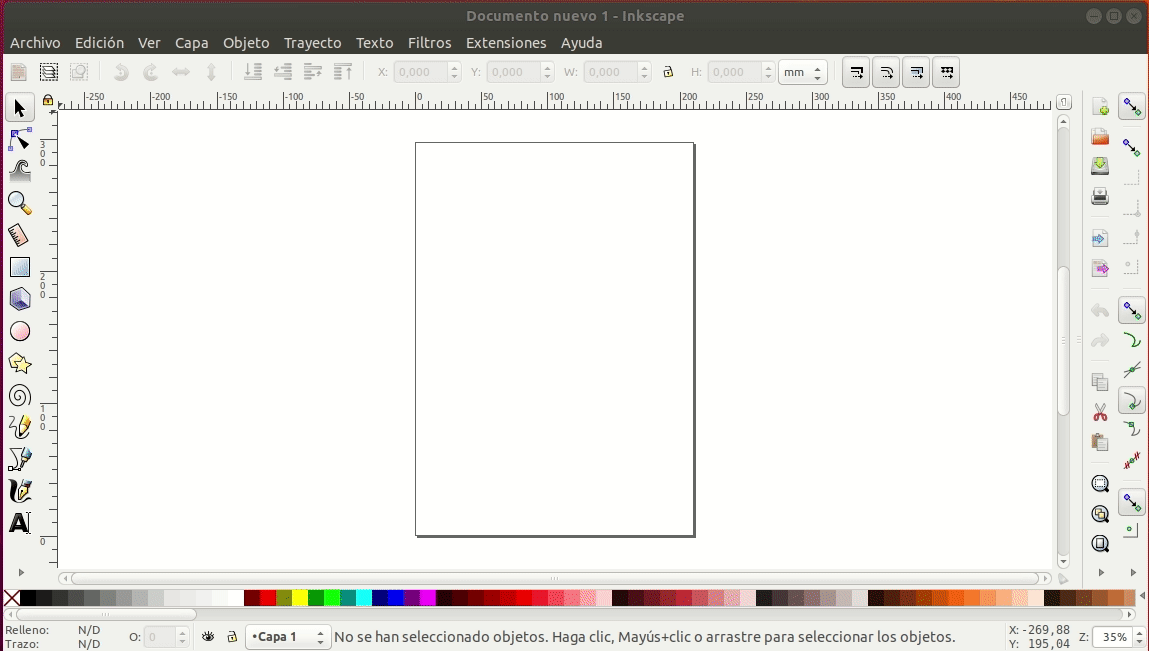 Documento nuevo 1 - Inkscape
Archivo Edición Ver Capa Objeto Trayecto Texto Filtros Extensiones Ayuda
X: 0,000 Y: 0,000 W: 0,000 H: 0,000 mm
-250 -200 -150 -100 -50 0 50 100 150 200 250 300 350 400 450
300
200
100
0
A
Relleno: N/D O: 0 •Capa 1 No se han seleccionado objetos. Haga clic, Mayús+clic o arrastre para seleccionar los objetos. X: -269,88 Z: 35%
Trazo: N/D Y: 195,04